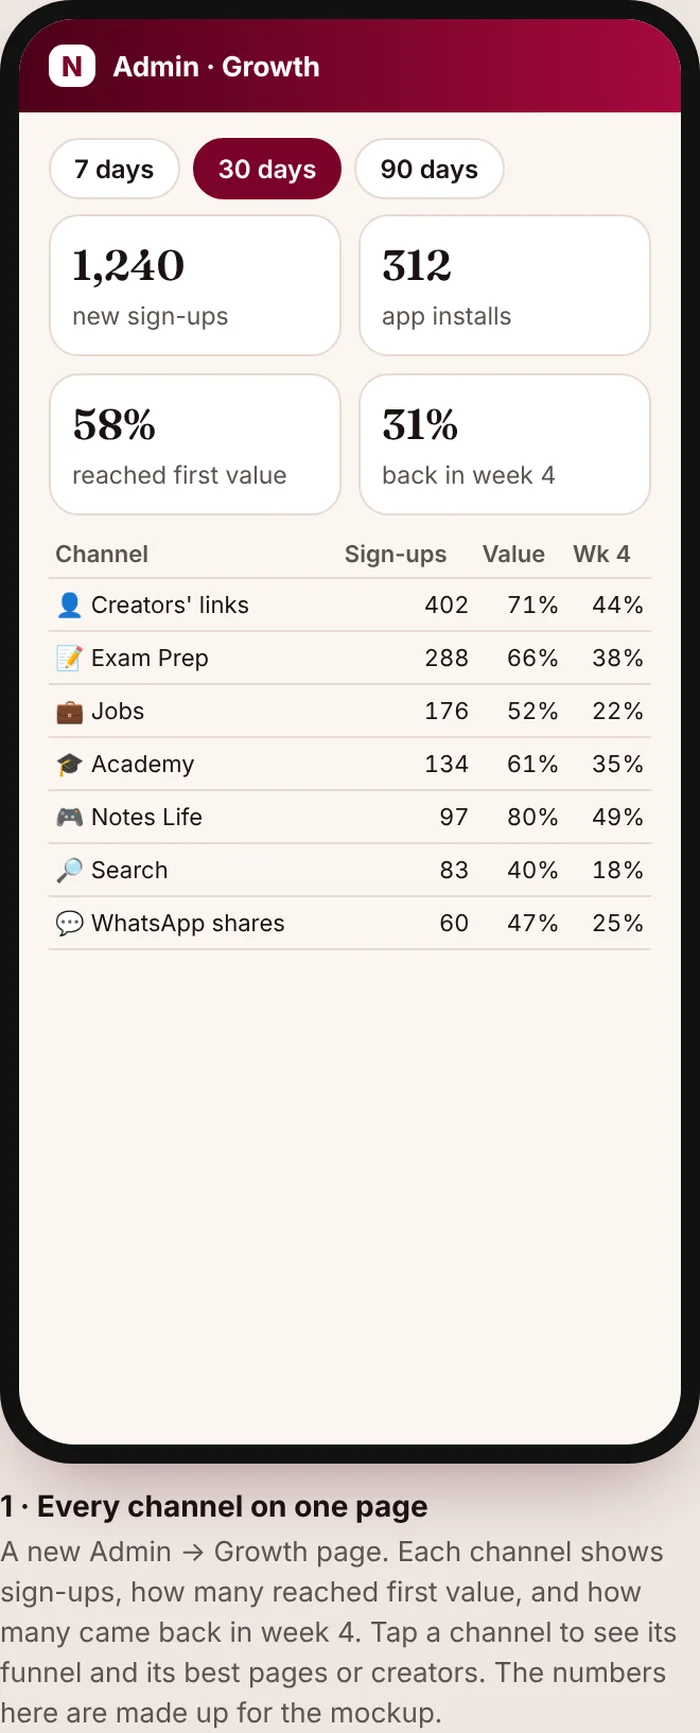 N Admin · Growth
7 days 30 days 90 days
1,240 312
new sign-ups app installs
58% 31%
reached first value back in week 4
Channel Sign-ups Value Wk 4
👤 Creators' links 402 71% 44%
📝 Exam Prep 288 66% 38%
💼 Jobs 176 52% 22%
🎓 Academy 134 61% 35%
🎮 Notes Life 97 80% 49%
🔎 Search 83 40% 18%
💬 WhatsApp shares 60 47% 25%
1 · Every channel on one page
A new Admin → Growth page. Each channel shows
sign-ups, how many reached first value, and how
many came back in week 4. Tap a channel to see its
funnel and its best pages or creators. The numbers
here are made up for the mockup.